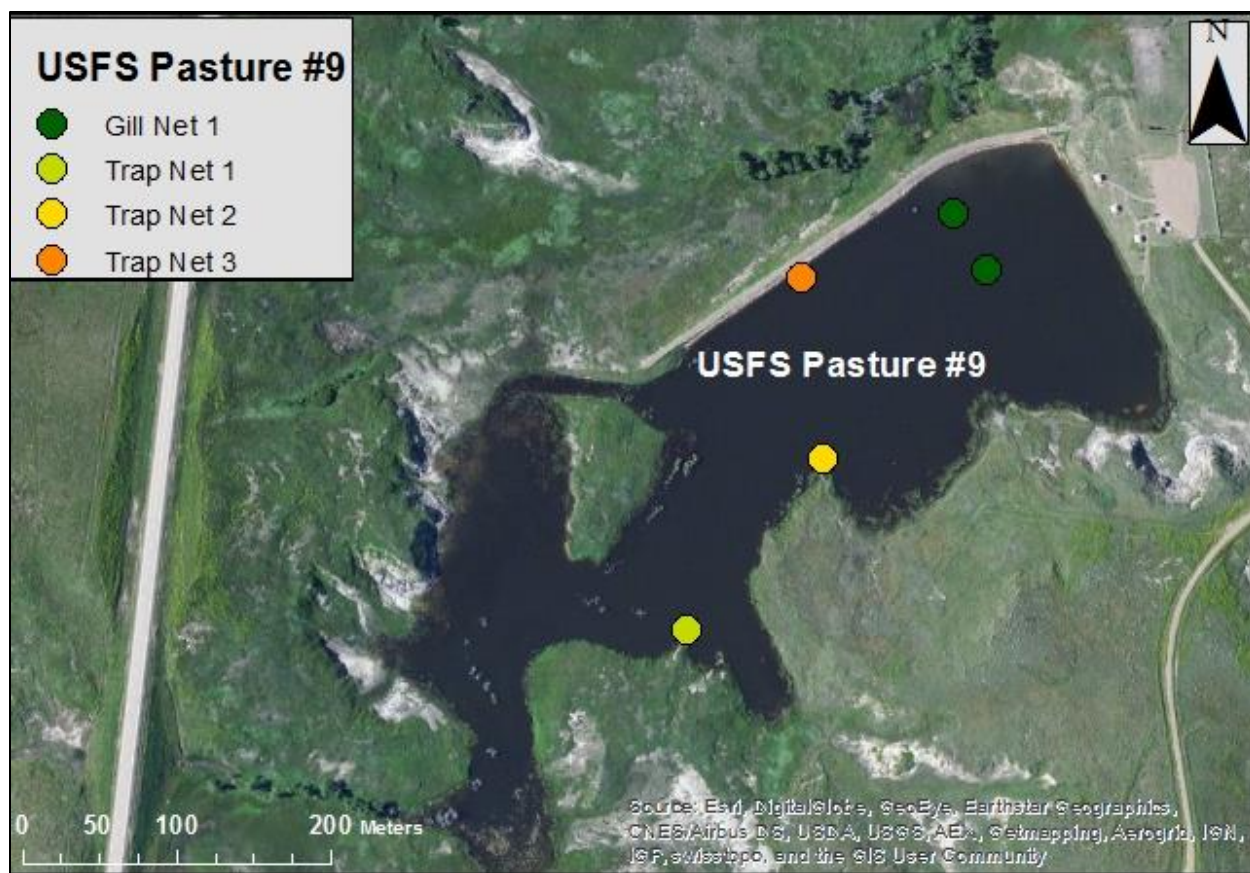 USFS Pasture #9
Gill Net 1
Trap Net 1
Trap Net 2
Trap Net 3
N
USFS Pasture #9
0 50 100 200 Meters
Source: Esri, DigitalGlobe, GeoEye, Earthstar Geographics,
CNES/Airbus DS, USDA, USGS, AEX, Getmapping, Aerogrid, IGN,
IGP, swisstopo, and the GIS User Community